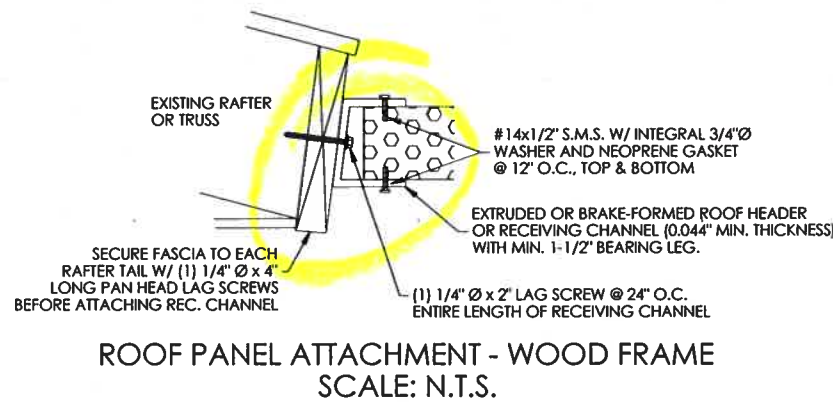 EXISTING RAFTER
OR TRUSS
#14x1/2" S.M.S. W/ INTEGRAL 3/4"Ø
WASHER AND NEOPRENE GASKET
@ 12" O.C., TOP & BOTTOM
EXTRUDED OR BRAKE-FORMED ROOF HEADER
OR RECEIVING CHANNEL (0.044" MIN. THICKNESS)
WITH MIN. 1-1/2" BEARING LEG.
SECURE FASCIA TO EACH
RAFTER TAIL W/ (1) 1/4" Ø x 4"
LONG PAN HEAD LAG SCREWS
BEFORE ATTACHING REC. CHANNEL
(1) 1/4" Ø x 2" LAG SCREW @ 24" O.C.
ENTIRE LENGTH OF RECEIVING CHANNEL
ROOF PANEL ATTACHMENT - WOOD FRAME
SCALE: N.T.S.